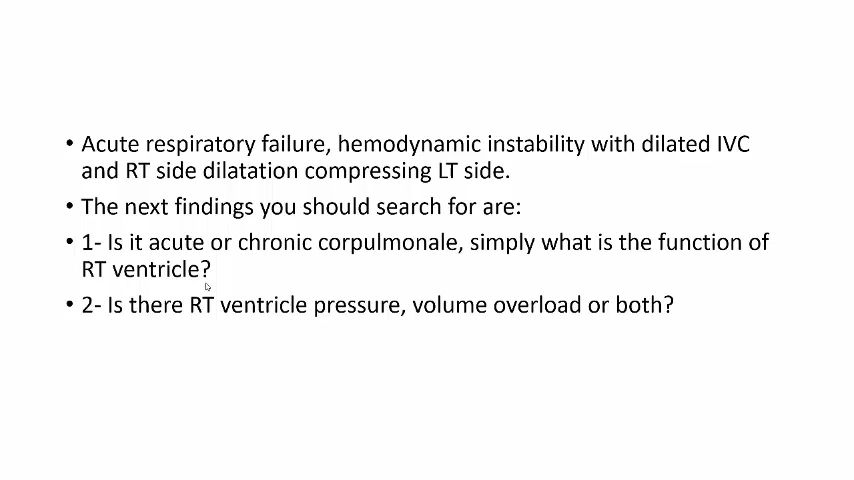 • Acute respiratory failure, hemodynamic instability with dilated IVC
and RT side dilatation compressing LT side.
• The next findings you should search for are:
• 1- Is it acute or chronic corpulmonale, simply what is the function of
RT ventricle?
• 2- Is there RT ventricle pressure, volume overload or both?